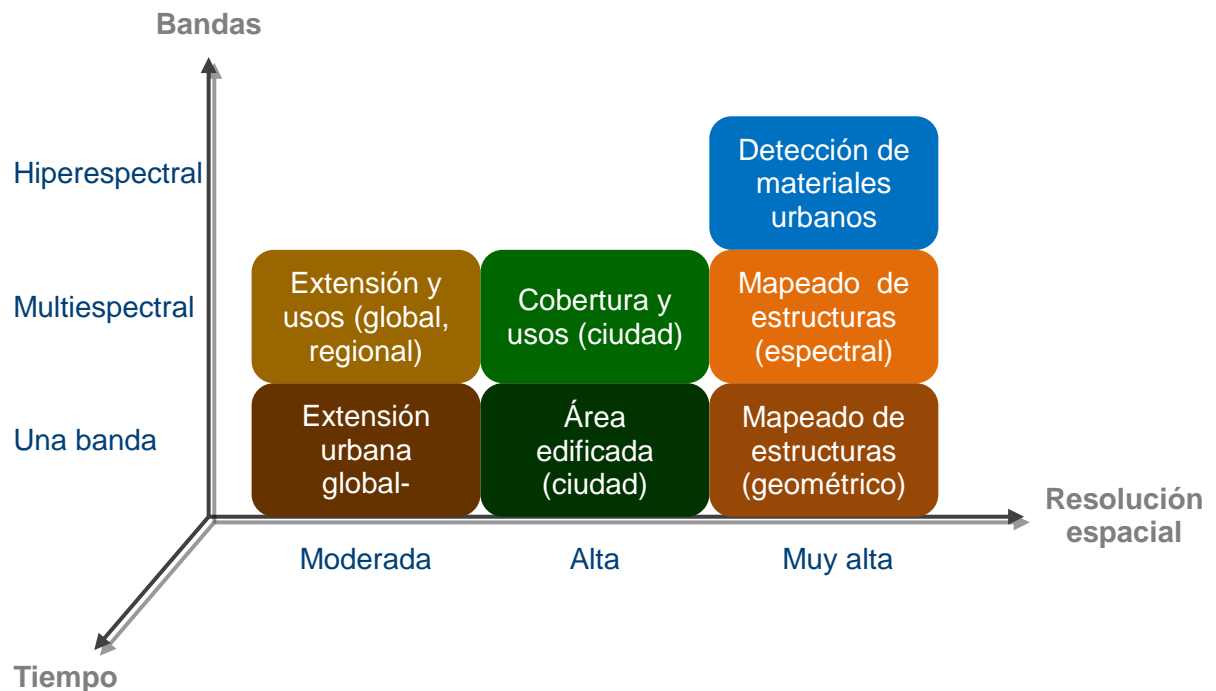 Bandas
Hiperespectral
Detección de
materiales
urbanos
Multiespectral
Extensión y
usos (global,
regional)
Cobertura y
usos (ciudad)
Mapeado de
estructuras
(espectral)
Una banda
Extensión
urbana
global-
Área
edificada
(ciudad)
Mapeado de
estructuras
(geométrico)
Resolución
espacial
Moderada
Alta
Muy alta
Tiempo